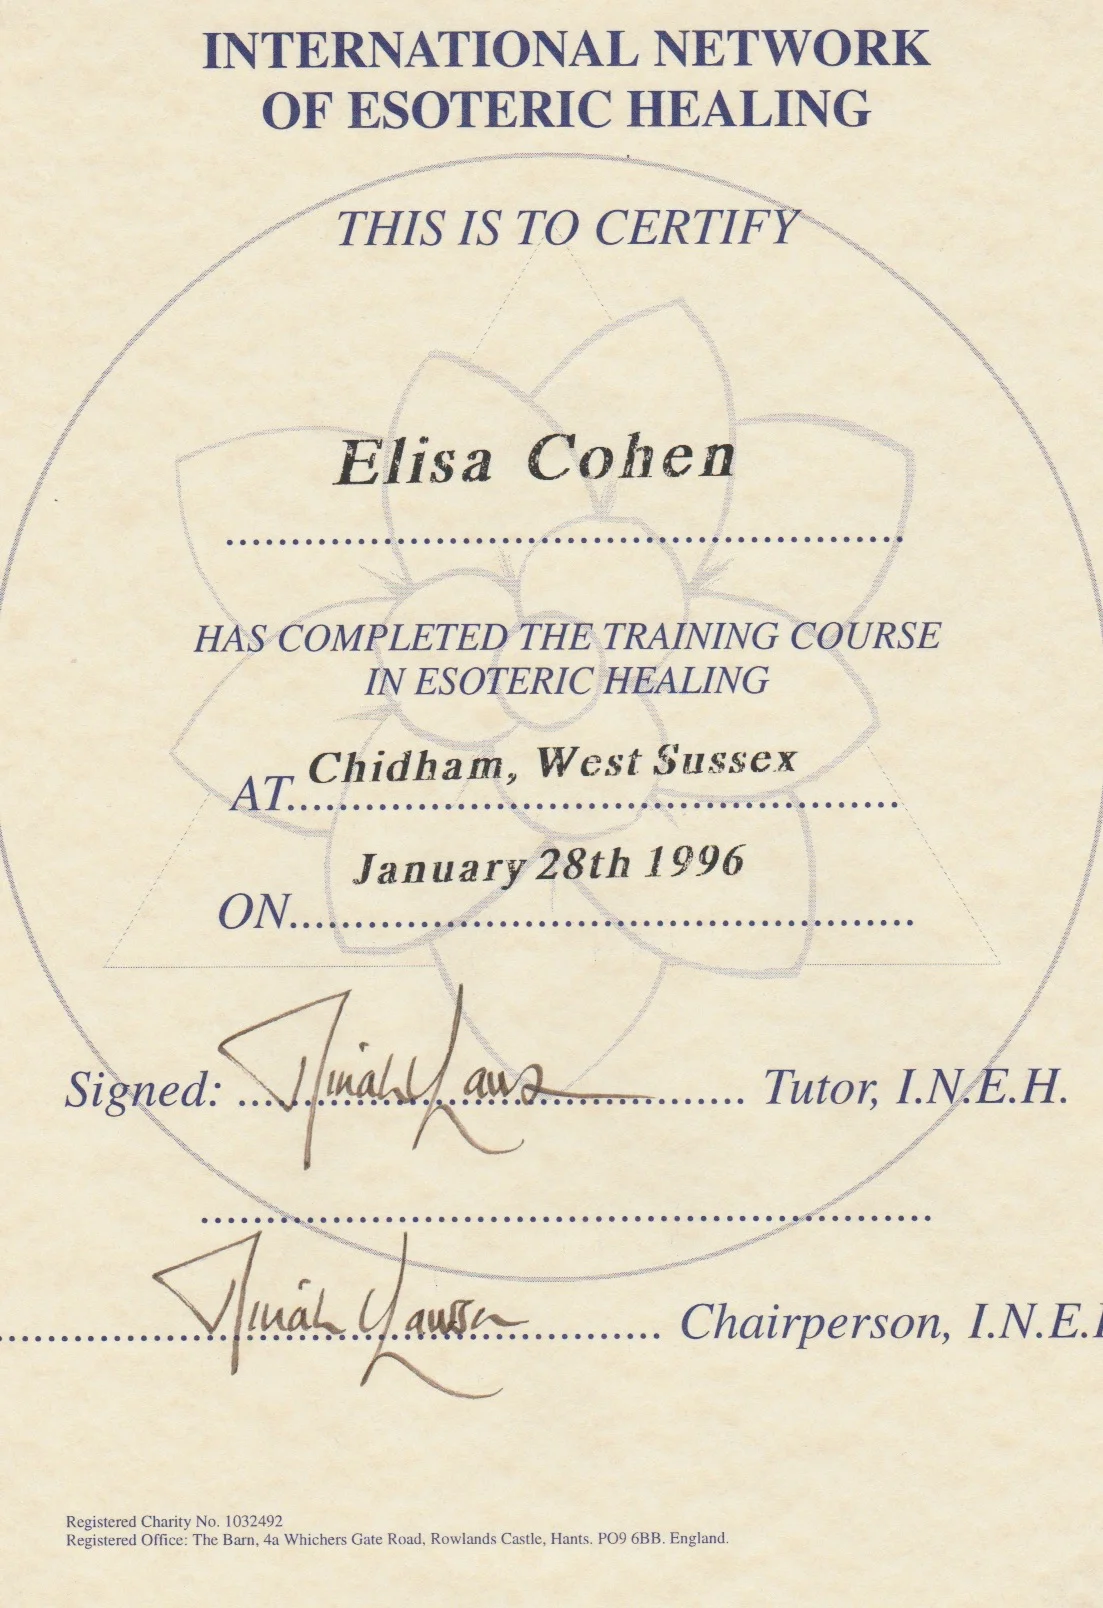 INTERNATIONAL NETWORK
OF ESOTERIC HEALING
THIS IS TO CERTIFY
Elisa Cohen
HAS COMPLETED THE TRAINING COURSE
IN ESOTERIC HEALING
AT Chidham, West Sussex
ON January 28th 1996
Signed: Tutor, I.N.E.H.
Chairperson, I.N.E.
Registered Charity No. 1032492
Registered Office: The Barn, 4a Whichers Gate Road, Rowlands Castle, Hants. PO9 6BB. England.